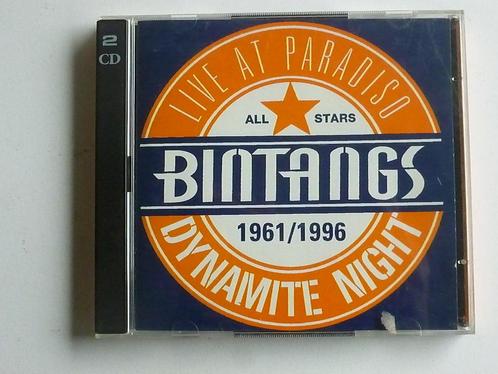 2
CD
LIVE AT PARADISO
ALL STARS
BINTANGS
1961/1996
DYNAMITE NIGHT